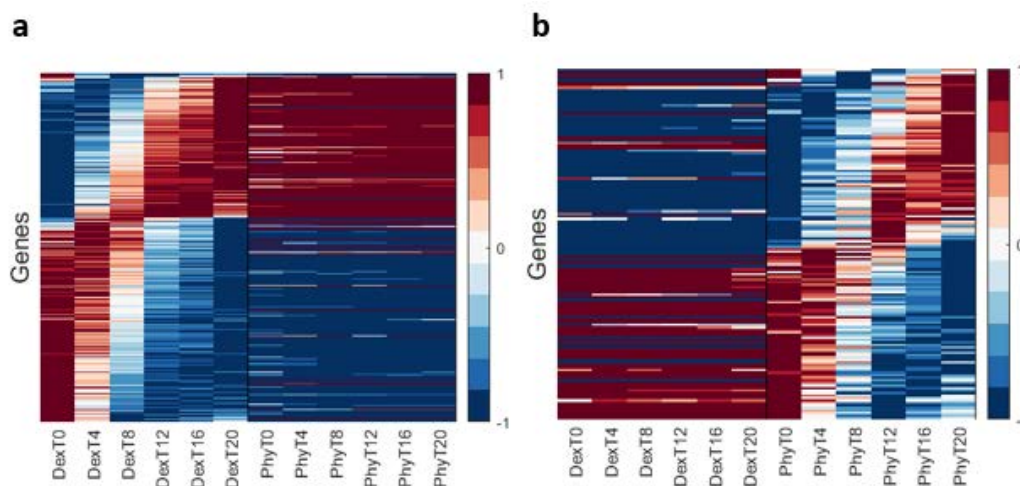 a
b
Genes
1
0
-1
DexT0
DexT4
DexT8
DexT12
DexT16
DexT20
PhyT0
PhyT4
PhyT8
PhyT12
PhyT16
PhyT20
Genes
DexT0
DexT4
DexT8
DexT12
DexT16
DexT20
PhyT0
PhyT4
PhyT8
PhyT12
PhyT16
PhyT20